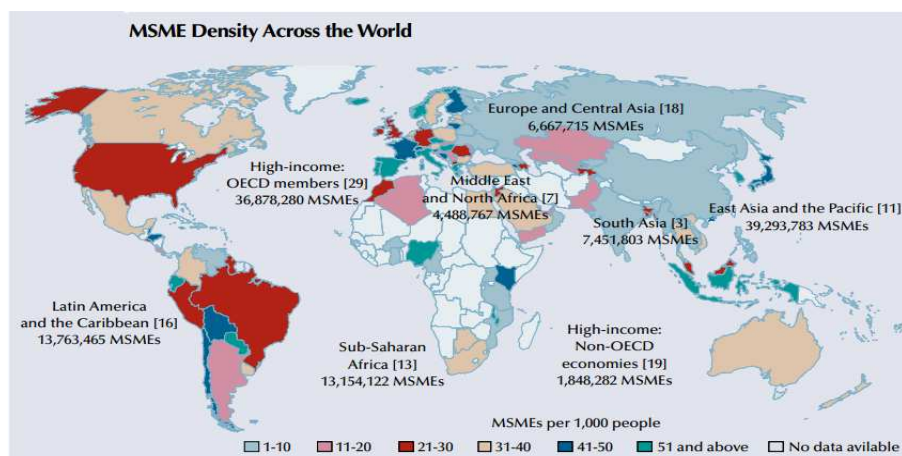 MSME Density Across the World
Europe and Central Asia [18]
6,667,715 MSMEs
High-income:
OECD members [29]
36,878,280 MSMEs
Middle East
and North Africa [7]
4,488,767 MSMEs
South Asia [3]
7,451,803 MSMEs
East Asia and the Pacific [11]
39,293,783 MSMEs
Latin America
and the Caribbean [16]
13,763,465 MSMEs
Sub-Saharan
Africa [13]
13,154,122 MSMEs
High-income:
Non-OECD
economies [19]
1,848,282 MSMEs
MSMEs per 1,000 people
1-10 11-20 21-30 31-40 41-50 51 and above No data avilable